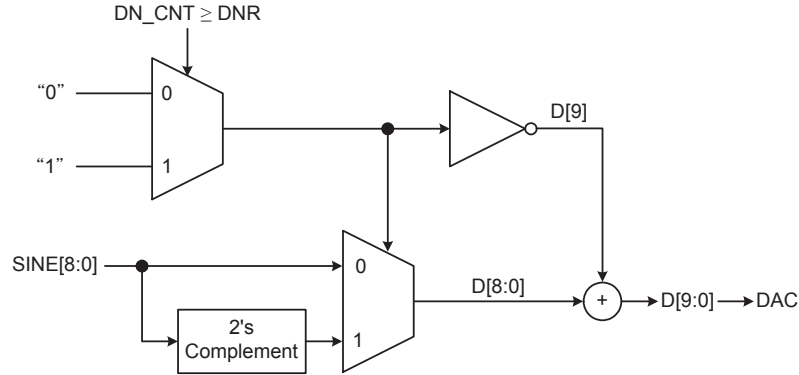 DN_CNT ≥ DNR
“0”
0
“1”
1
D[9]
SINE[8:0]
0
2's
Complement
1
D[8:0]
+
D[9:0]
DAC